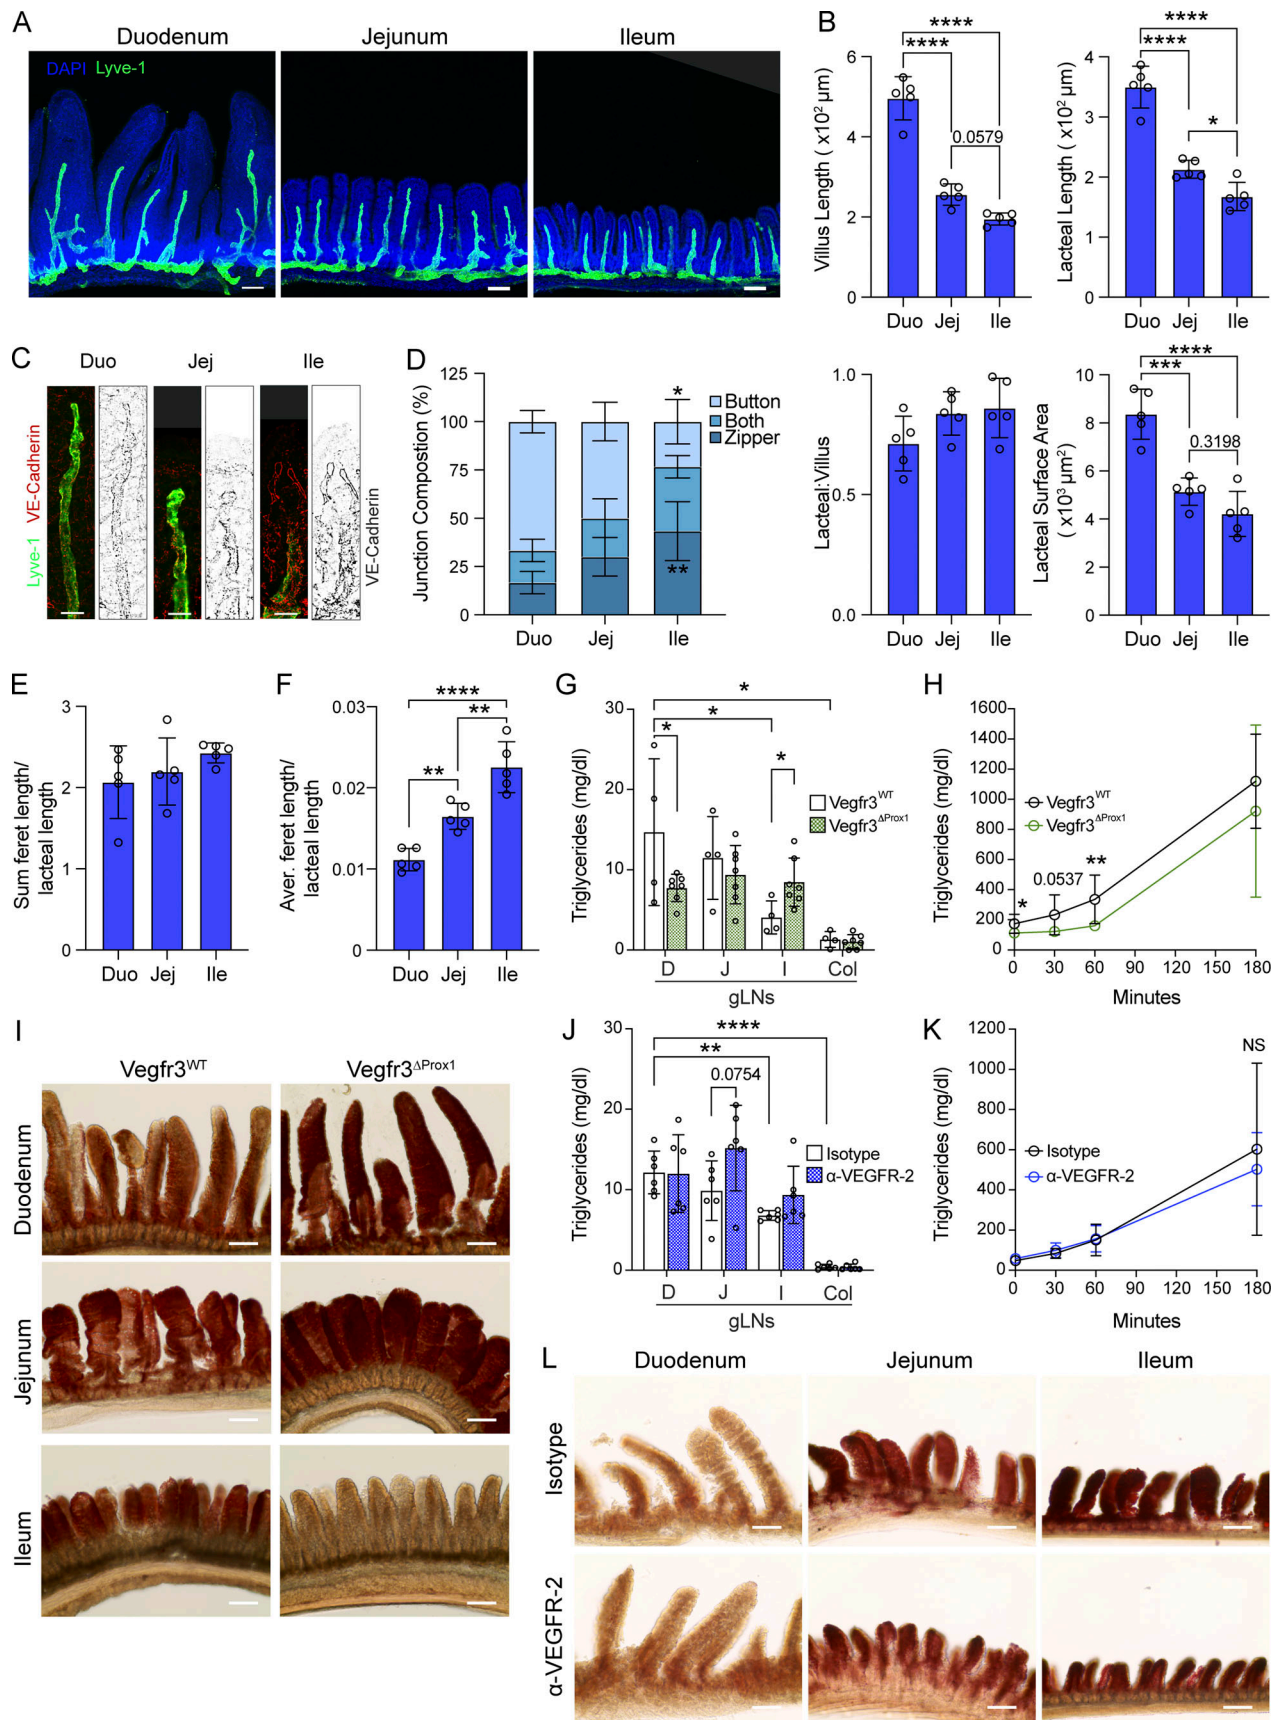 A
Duodenum
Jejunum
Ileum
DAPI Lyve-1
B
Villus Length ( x10² µm)
6
4
2
0
****
****
0.0579
Duo Jej Ile
Lacteal Length ( x10² µm)
4
3
2
1
0
****
****
*
Duo Jej Ile
Lacteal:Villus
1.0
0.5
0.0
Duo Jej Ile
Lacteal Surface Area
( x10³ µm²)
10
8
6
4
2
0
****
***
0.3198
Duo Jej Ile
C
Duo
Jej
Ile
Lyve-1 VE-Cadherin
VE-Cadherin
D
Junction Compostion (%)
125
100
75
50
25
0
*
**
Button
Both
Zipper
Duo Jej Ile
E
Sum feret length/
lacteal length
3
2
1
0
Duo Jej Ile
F
Aver. feret length/
lacteal length
0.03
0.02
0.01
0
****
**
**
Duo Jej Ile
G
Triglycerides (mg/dl)
30
20
10
0
*
*
*
*
Vegfr3WT
Vegfr3ΔProx1
D J I Col
gLNs
H
Triglycerides (mg/dl)
1600
1400
1200
1000
800
600
400
200
0
Vegfr3WT
Vegfr3ΔProx1
*
0.0537
**
0 30 60 90 120 150 180
Minutes
I
Vegfr3WT
Vegfr3ΔProx1
Duodenum
Jejunum
Ileum
J
Triglycerides (mg/dl)
30
20
10
0
****
**
0.0754
Isotype
α-VEGFR-2
D J I Col
gLNs
K
Triglycerides (mg/dl)
1200
1000
800
600
400
200
0
NS
Isotype
α-VEGFR-2
0 30 60 90 120 150 180
Minutes
L
Duodenum
Jejunum
Ileum
Isotype
α-VEGFR-2